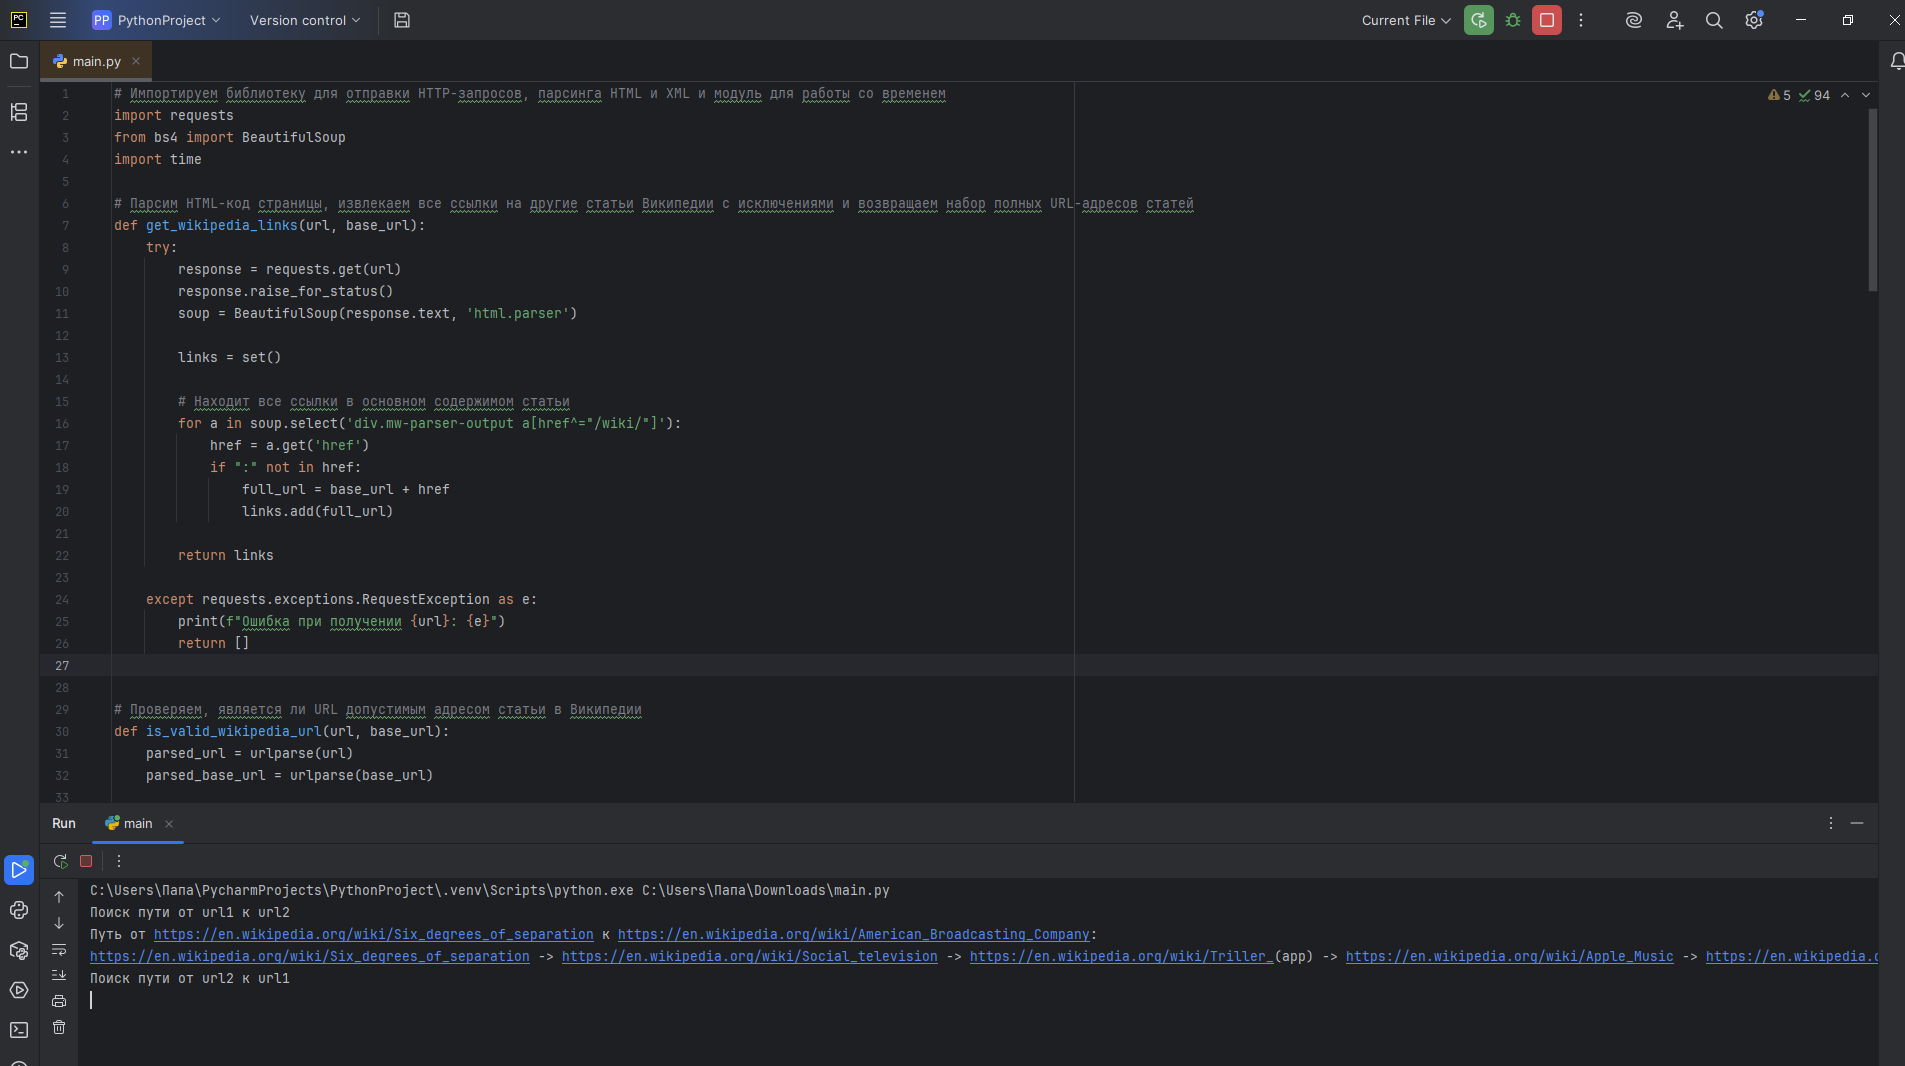 PC
PP PythonProject Version control Current File
main.py
5 94
1 # Импортируем библиотеку для отправки HTTP-запросов, парсинга HTML и XML и модуль для работы со временем
2 import requests
3 from bs4 import BeautifulSoup
4 import time
5
6 # Парсим HTML-код страницы, извлекаем все ссылки на другие статьи Википедии с исключениями и возвращаем набор полных URL-адресов статей
7 def get_wikipedia_links(url, base_url):
8 try:
9 response = requests.get(url)
10 response.raise_for_status()
11 soup = BeautifulSoup(response.text, 'html.parser')
12
13 links = set()
14
15 # Находит все ссылки в основном содержимом статьи
16 for a in soup.select('div.mw-parser-output a[href^="/wiki/"]'):
17 href = a.get('href')
18 if ":" not in href:
19 full_url = base_url + href
20 links.add(full_url)
21
22 return links
23
24 except requests.exceptions.RequestException as e:
25 print(f"Ошибка при получении {url}: {e}")
26 return []
27
28
29 # Проверяем, является ли URL допустимым адресом статьи в Википедии
30 def is_valid_wikipedia_url(url, base_url):
31 parsed_url = urlparse(url)
32 parsed_base_url = urlparse(base_url)
33
Run main
C:\Users\Папа\PycharmProjects\PythonProject\.venv\Scripts\python.exe C:\Users\Папа\Downloads\main.py
Поиск пути от url1 к url2
Путь от https://en.wikipedia.org/wiki/Six_degrees_of_separation к https://en.wikipedia.org/wiki/American_Broadcasting_Company:
https://en.wikipedia.org/wiki/Six_degrees_of_separation -> https://en.wikipedia.org/wiki/Social_television -> https://en.wikipedia.org/wiki/Triller_(app) -> https://en.wikipedia.org/wiki/Apple_Music -> https://en.wikipedia.o
Поиск пути от url2 к url1